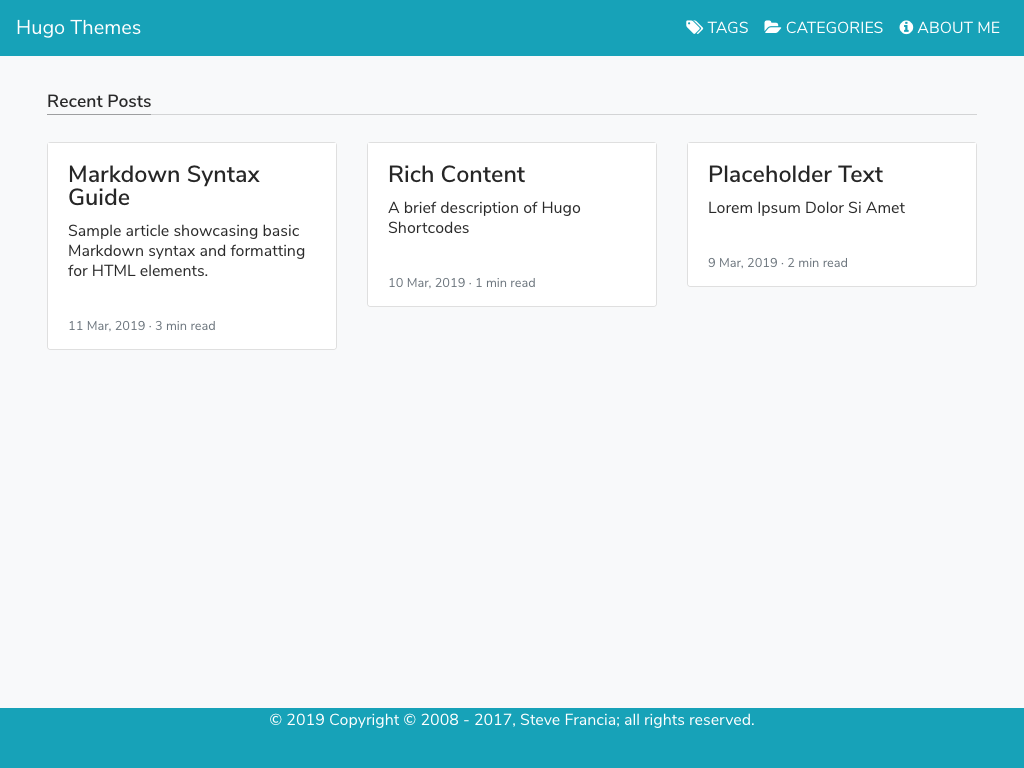 Hugo Themes
TAGS
CATEGORIES
ABOUT ME
Recent Posts
Markdown Syntax
Guide
Sample article showcasing basic
Markdown syntax and formatting
for HTML elements.
11 Mar, 2019 · 3 min read
Rich Content
A brief description of Hugo
Shortcodes
10 Mar, 2019 · 1 min read
Placeholder Text
Lorem Ipsum Dolor Si Amet
9 Mar, 2019 · 2 min read
© 2019 Copyright © 2008 - 2017, Steve Francia; all rights reserved.